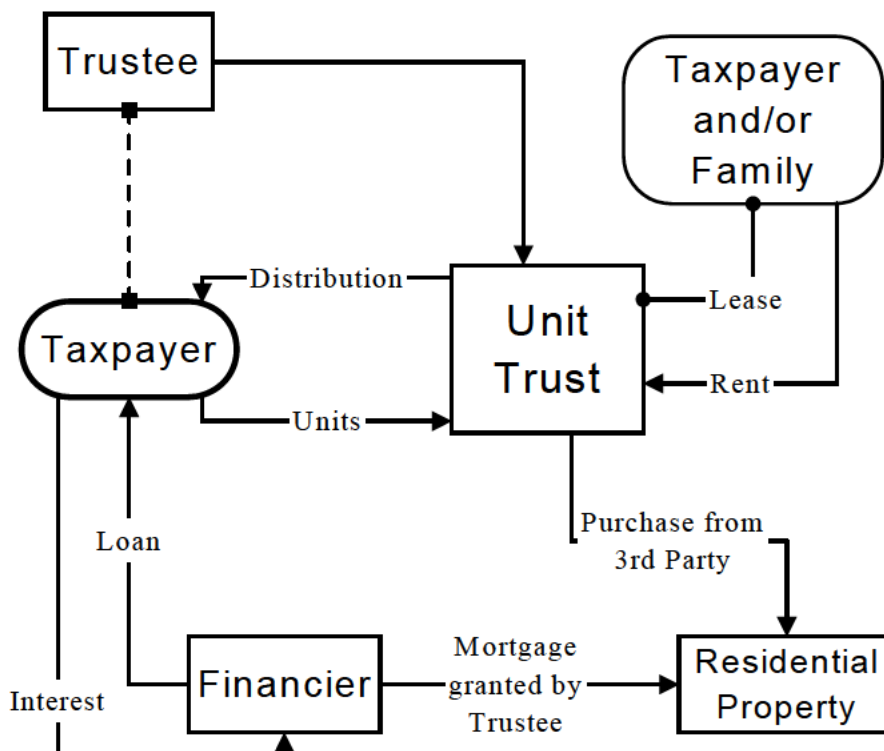 Trustee
Taxpayer
and/or
Family
Distribution
Unit
Trust
Lease
Taxpayer
Rent
Units
Purchase from
3rd Party
Loan
Mortgage
granted by
Trustee
Financier
Residential
Property
Interest